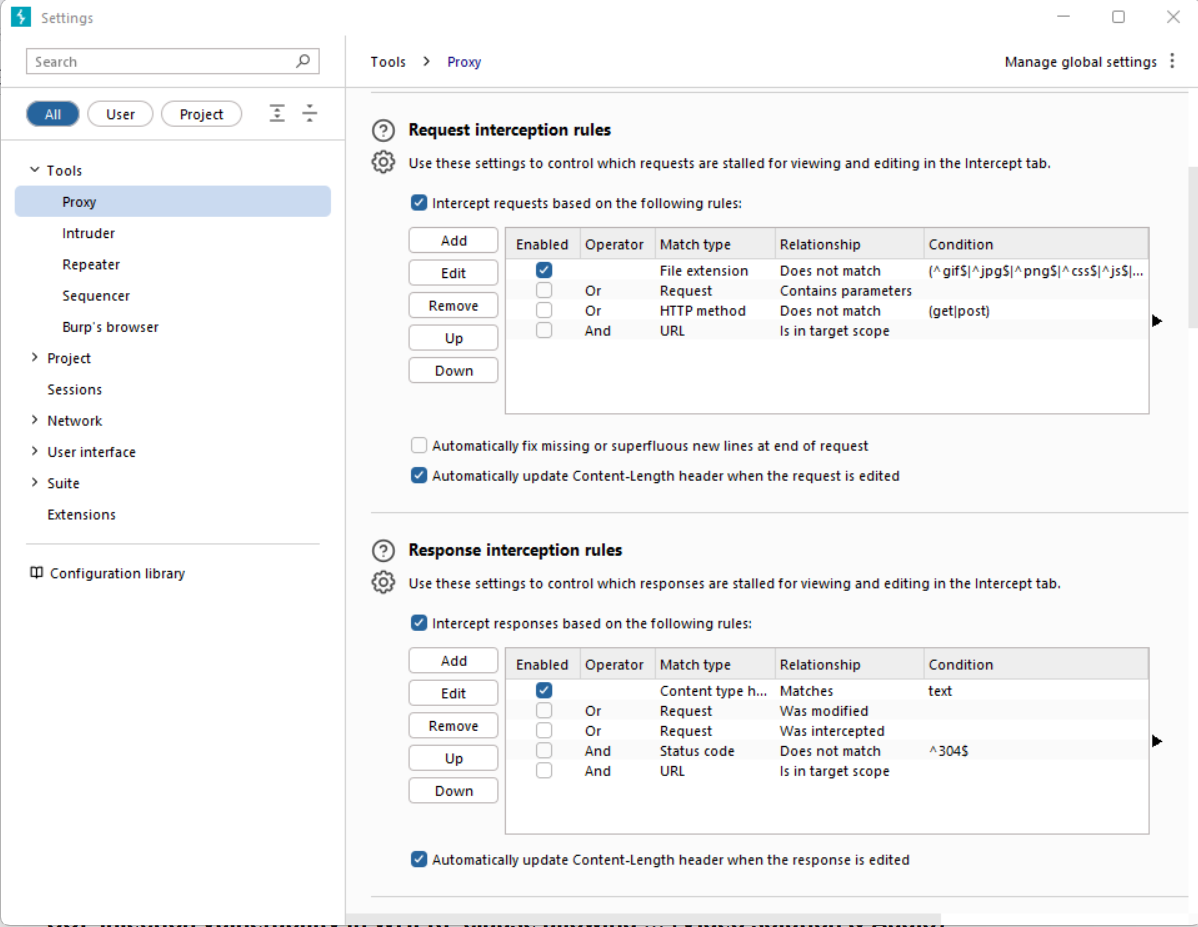 Settings
Search
Tools > Proxy
Manage global settings
All
User
Project
Tools
Proxy
Intruder
Repeater
Sequencer
Burp's browser
Project
Sessions
Network
User interface
Suite
Extensions
Configuration library
Request interception rules
Use these settings to control which requests are stalled for viewing and editing in the Intercept tab.
Intercept requests based on the following rules:
Add
Edit
Remove
Up
Down
Enabled Operator Match type Relationship Condition
File extension Does not match (^gif$|^jpg$|^png$|^css$|^js$|...
Or Request Contains parameters
Or HTTP method Does not match (get|post)
And URL Is in target scope
Automatically fix missing or superfluous new lines at end of request
Automatically update Content-Length header when the request is edited
Response interception rules
Use these settings to control which responses are stalled for viewing and editing in the Intercept tab.
Intercept responses based on the following rules:
Add
Edit
Remove
Up
Down
Enabled Operator Match type Relationship Condition
Content type h... Matches text
Or Request Was modified
Or Request Was intercepted
And Status code Does not match ^304$
And URL Is in target scope
Automatically update Content-Length header when the response is edited